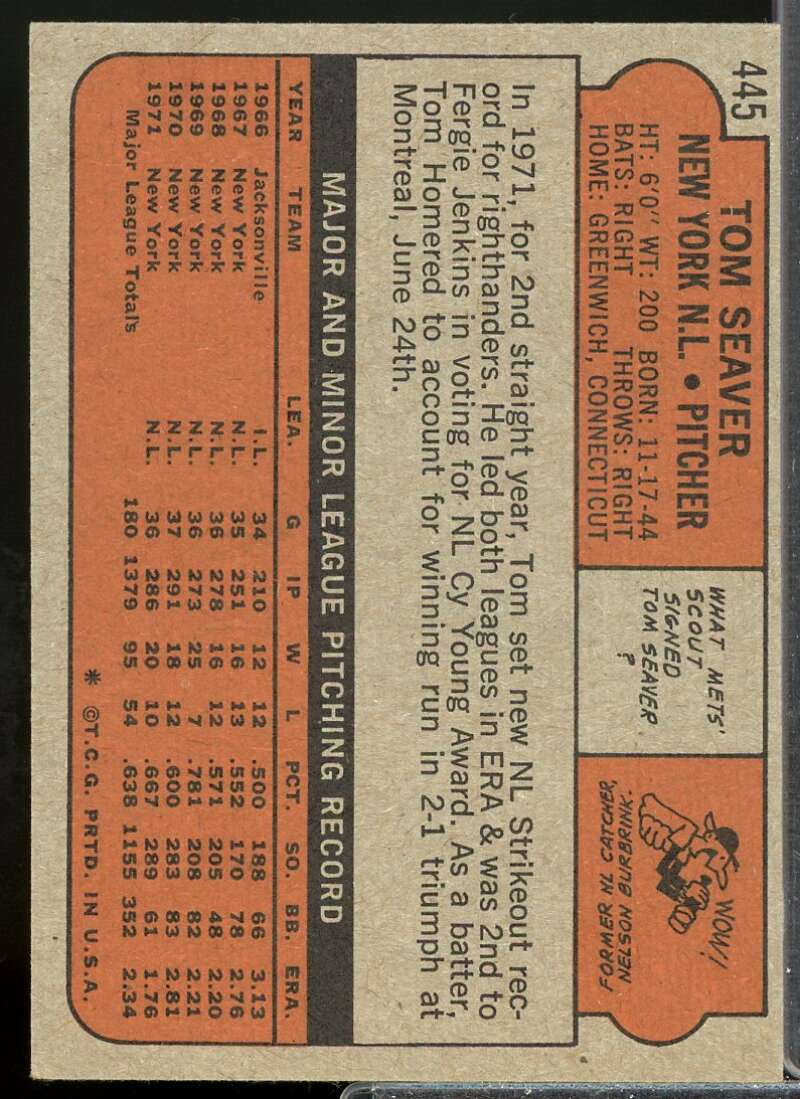 445
TOM SEAVER
NEW YORK N.L. • PITCHER
HT: 6'0" WT: 200 BORN: 11-17-44
BATS: RIGHT THROWS: RIGHT
HOME: GREENWICH, CONNECTICUT
WHAT METS'
SCOUT
SIGNED
TOM SEAVER
?
WOW!
FORMER NL CATCHER,
NELSON BURBRINK.
In 1971, for 2nd straight year, Tom set new NL Strikeout rec-
ord for righthanders. He led both leagues in ERA & was 2nd to
Fergie Jenkins in voting for NL Cy Young Award. As a batter,
Tom Homered to account for winning run in 2-1 triumph at
Montreal, June 24th.
MAJOR AND MINOR LEAGUE PITCHING RECORD
YEAR TEAM LEA. G IP W L PCT. SO. BB. ERA.
1966 Jacksonville I.L. 34 210 12 12 .500 188 66 3.13
1967 New York N.L. 35 251 16 13 .552 170 78 2.76
1968 New York N.L. 36 278 16 12 .571 205 48 2.20
1969 New York N.L. 36 273 25 7 .781 208 82 2.21
1970 New York N.L. 37 291 18 12 .600 283 83 2.81
1971 New York N.L. 36 286 20 10 .667 289 61 1.76
Major League Totals 180 1379 95 54 .638 1155 352 2.34
* ©T.C.G. PRTD. IN U.S.A.